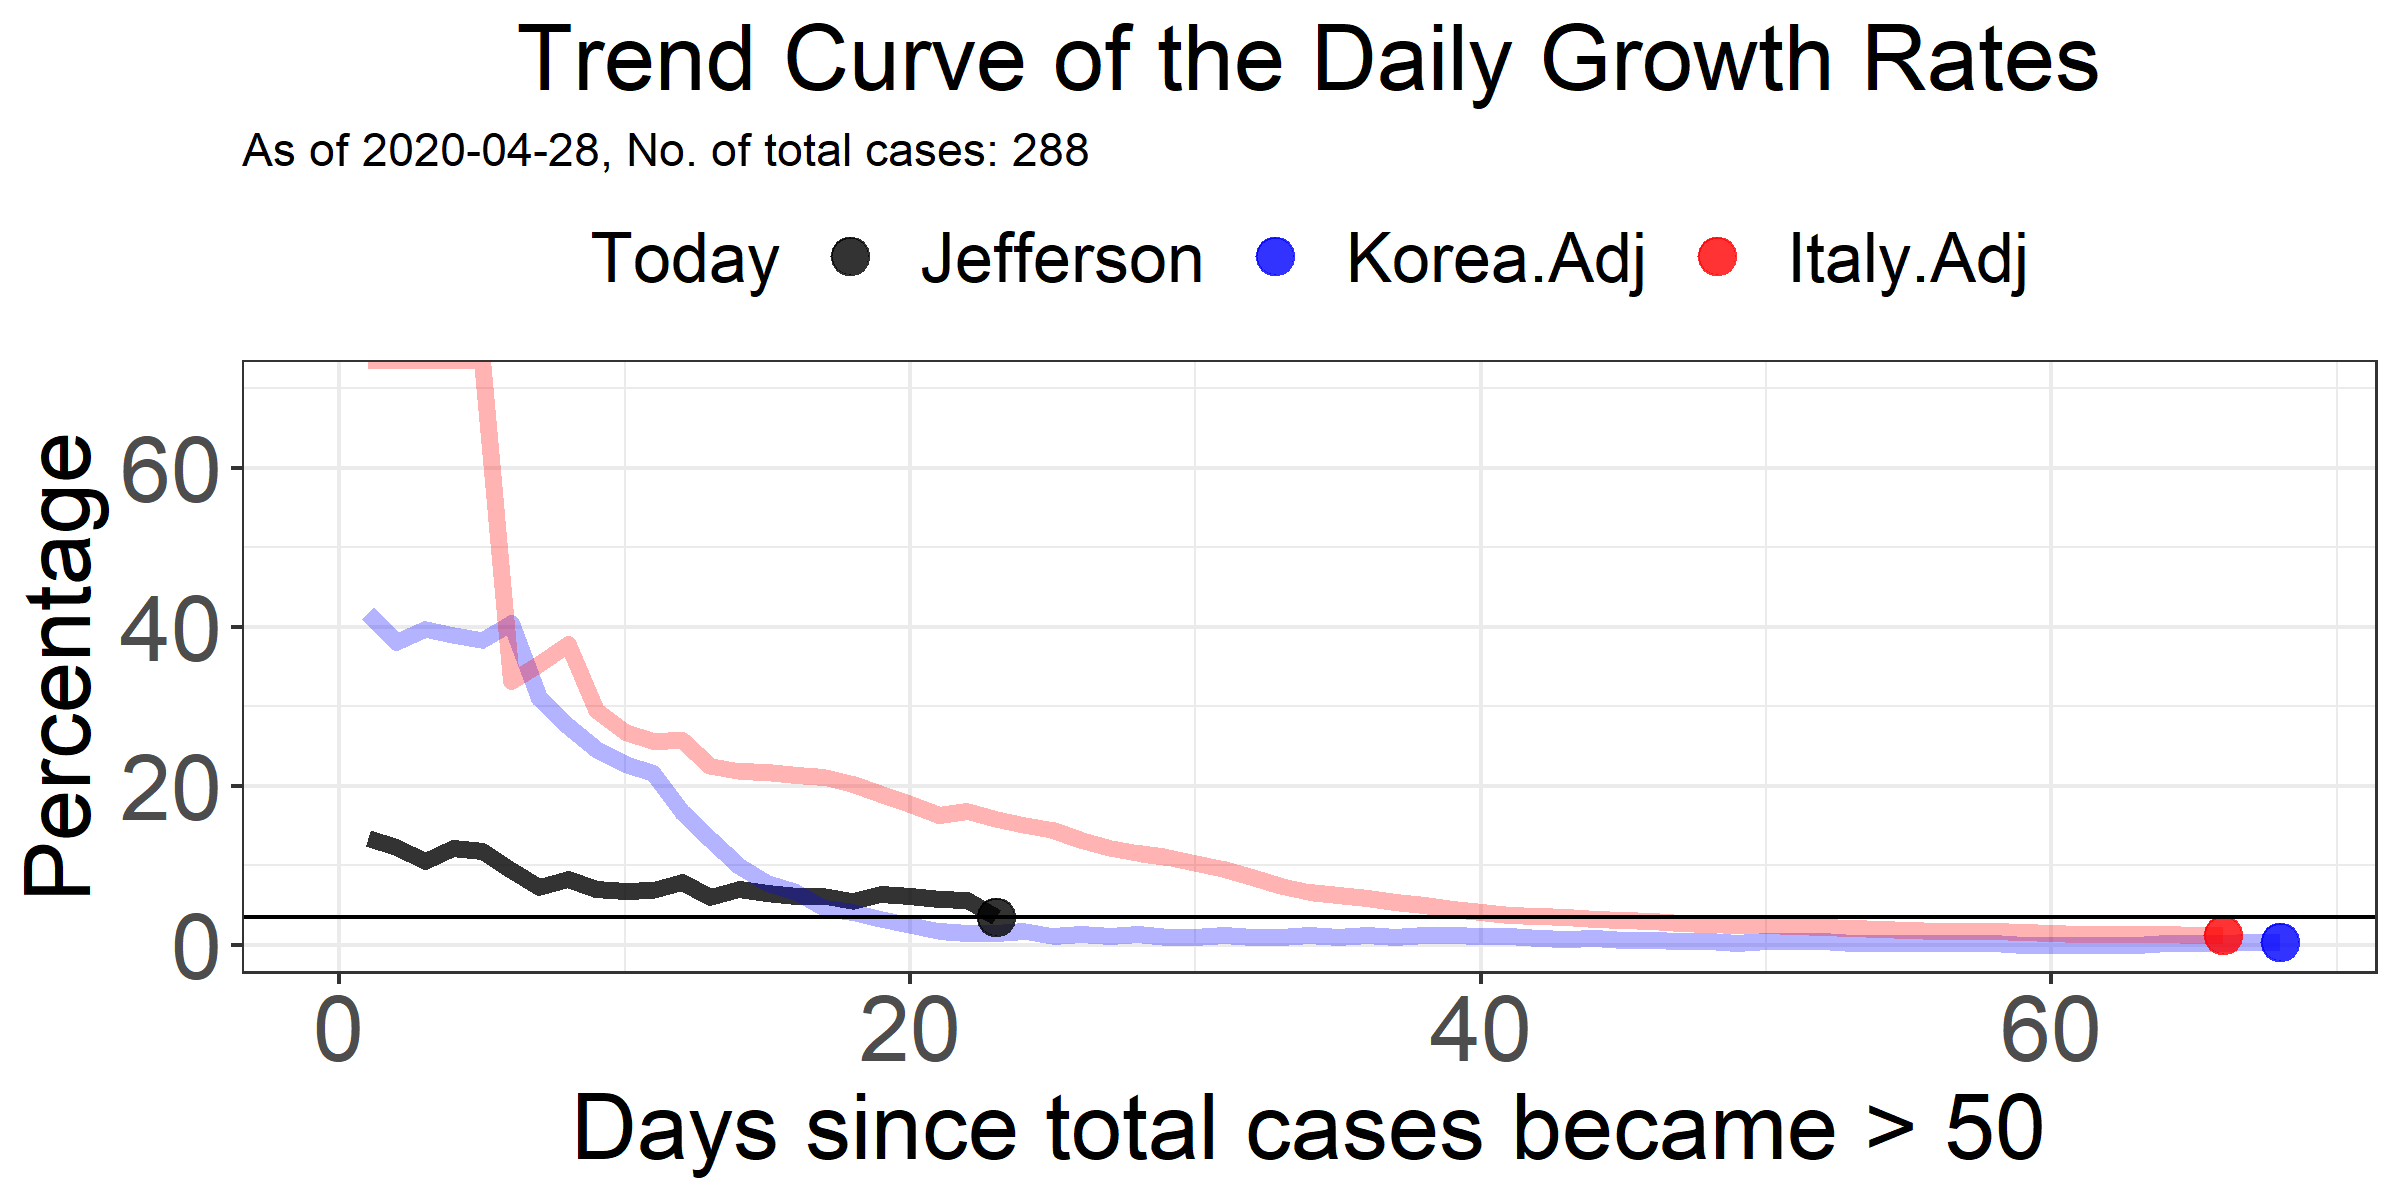 Trend Curve of the Daily Growth Rates
As of 2020-04-28, No. of total cases: 288
Today Jefferson Korea.Adj Italy.Adj
Percentage
60
40
20
0
0 20 40 60
Days since total cases became > 50